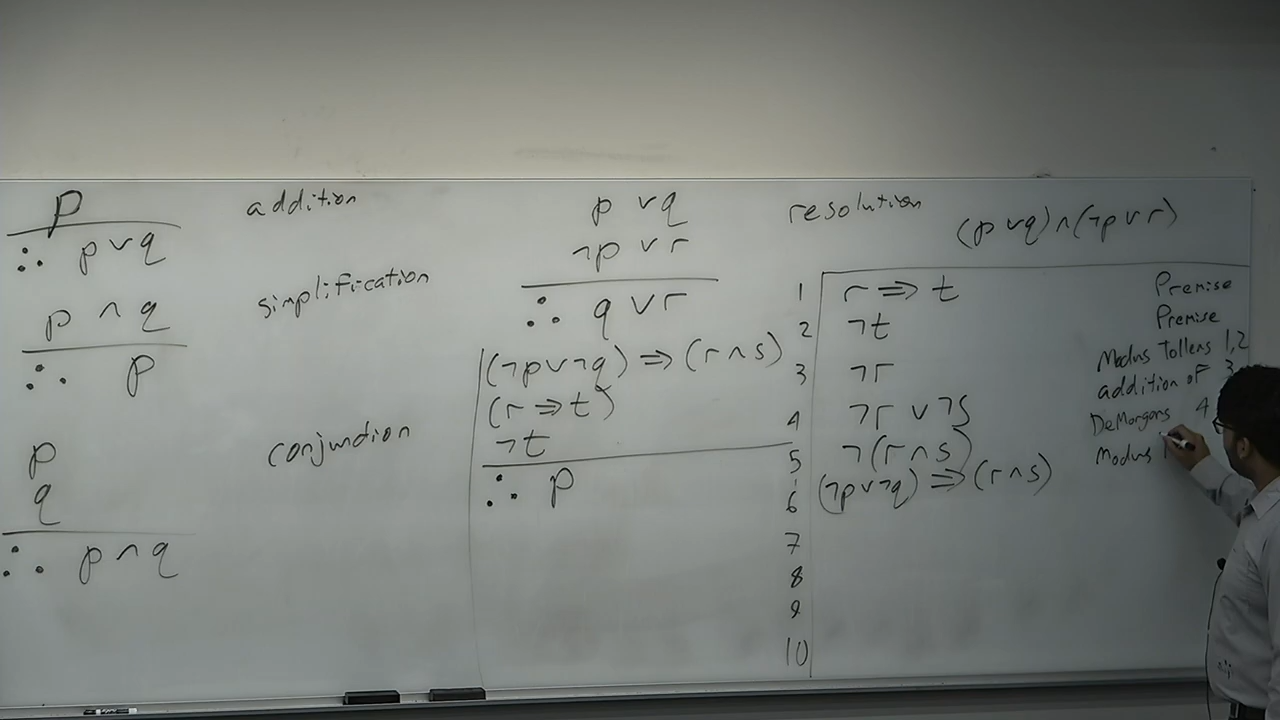 p
∴ p ∨ q
addition
p ∧ q
∴ p
simplification
p
q
∴ p ∧ q
conjunction
p ∨ q
¬p ∨ r
∴ q ∨ r
resolution
(p ∨ q) ∧ (¬p ∨ r)
(¬p ∨ ¬q) ⇒ (r ∧ s)
(r ⇒ t)
¬t
∴ p
1 r ⇒ t Premise
2 ¬t Premise
3 ¬r Modus Tollens 1,2
4 ¬r ∨ ¬s addition of 3
5 ¬(r ∧ s) DeMorgans 4
6 (¬p ∨ ¬q) ⇒ (r ∧ s) Modus
7
8
9
10